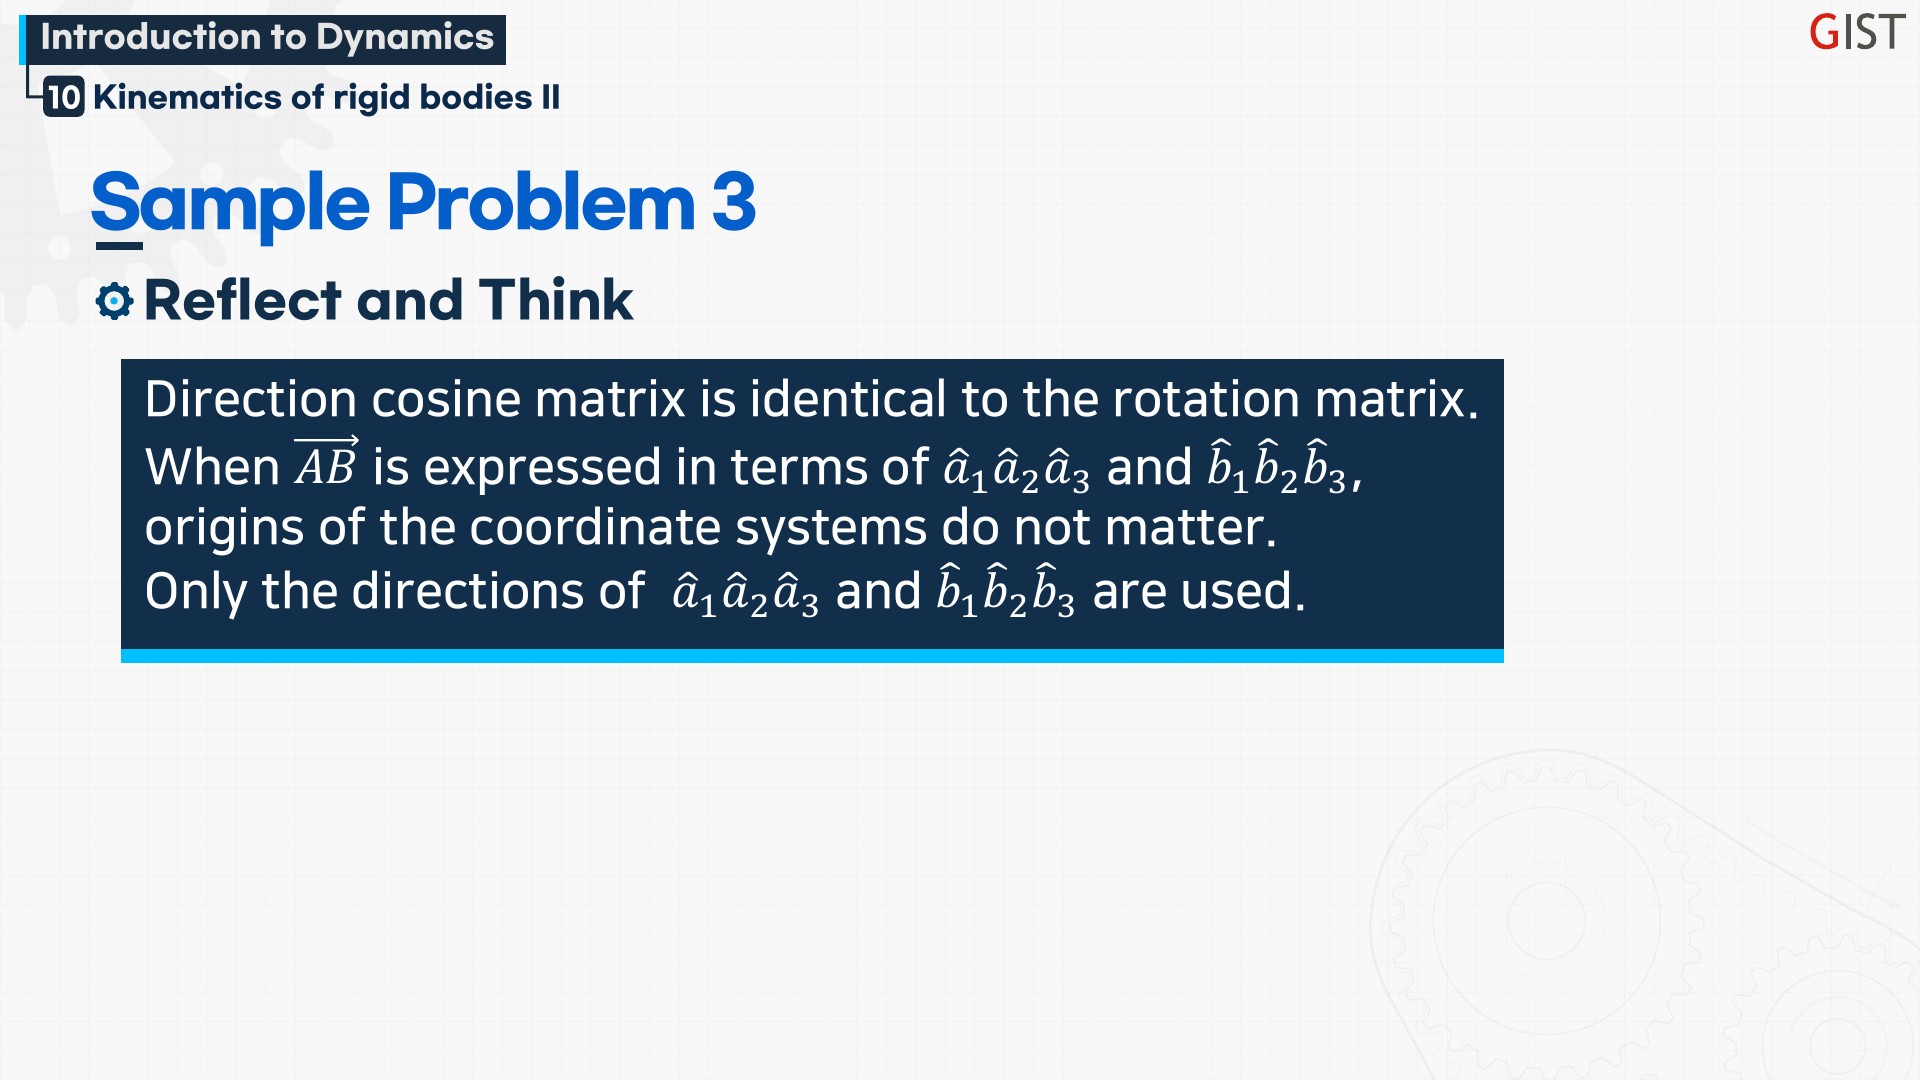 Introduction to Dynamics
GIST
10 Kinematics of rigid bodies II
Sample Problem 3
Reflect and Think
Direction cosine matrix is identical to the rotation matrix.
When $\overrightarrow{AB}$ is expressed in terms of $\hat{a}_1\hat{a}_2\hat{a}_3$ and $\hat{b}_1\hat{b}_2\hat{b}_3$,
origins of the coordinate systems do not matter.
Only the directions of $\hat{a}_1\hat{a}_2\hat{a}_3$ and $\hat{b}_1\hat{b}_2\hat{b}_3$ are used.